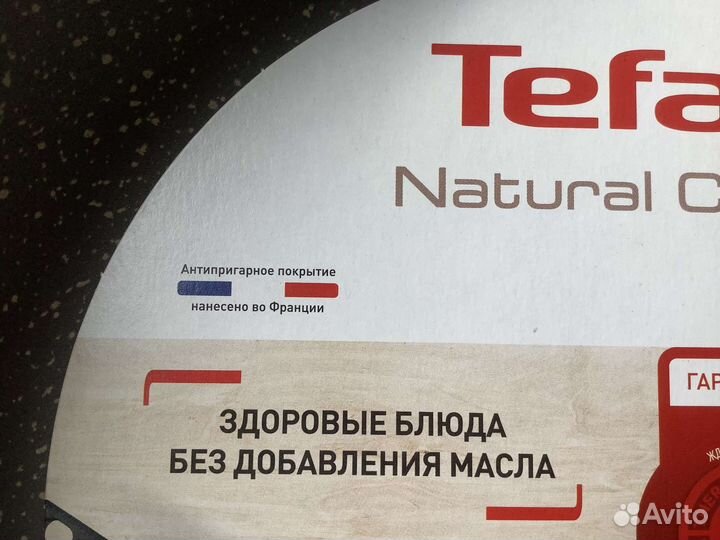 Tefa
Natural C
Антипригарное покрытие
нанесено во Франции
ГАР
ЗДОРОВЫЕ БЛЮДА
БЕЗ ДОБАВЛЕНИЯ МАСЛА
Avito